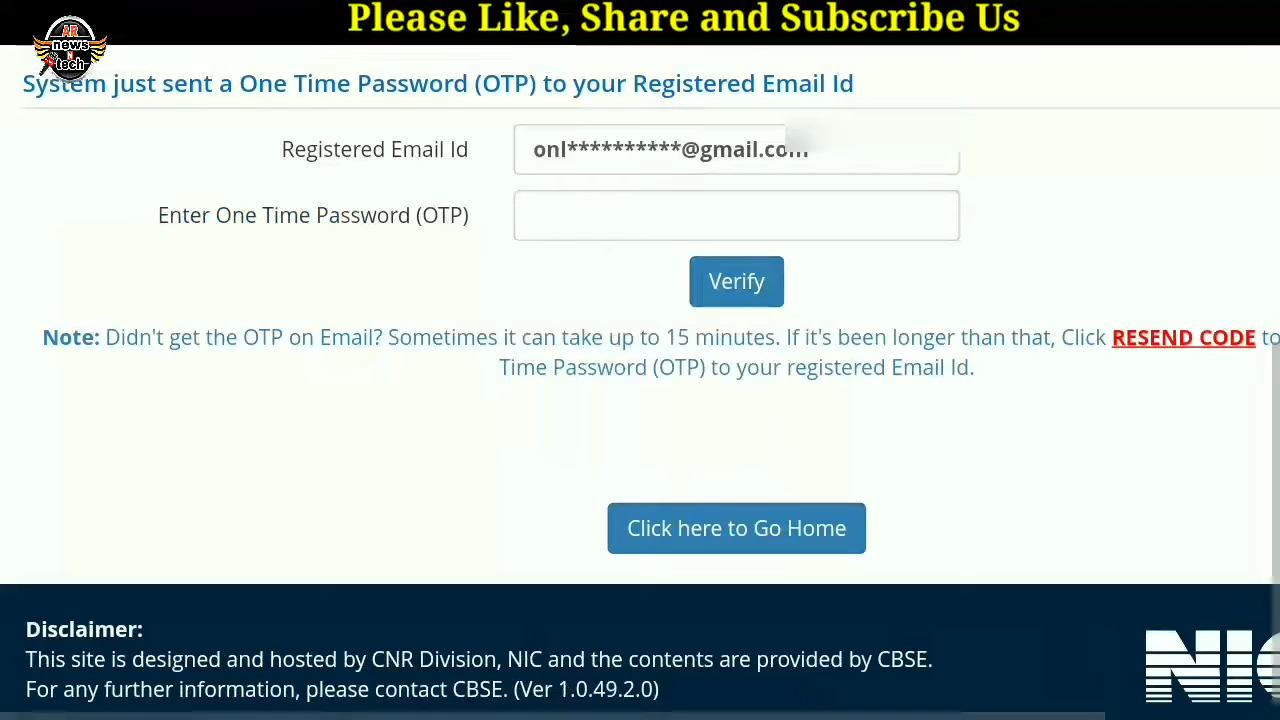 Please Like, Share and Subscribe Us
AR
news
N
tech
System just sent a One Time Password (OTP) to your Registered Email Id
Registered Email Id
onl**********@gmail.com
Enter One Time Password (OTP)
Verify
Note: Didn't get the OTP on Email? Sometimes it can take up to 15 minutes. If it's been longer than that, Click RESEND CODE to
Time Password (OTP) to your registered Email Id.
Click here to Go Home
Disclaimer:
This site is designed and hosted by CNR Division, NIC and the contents are provided by CBSE.
For any further information, please contact CBSE. (Ver 1.0.49.2.0)
NIC